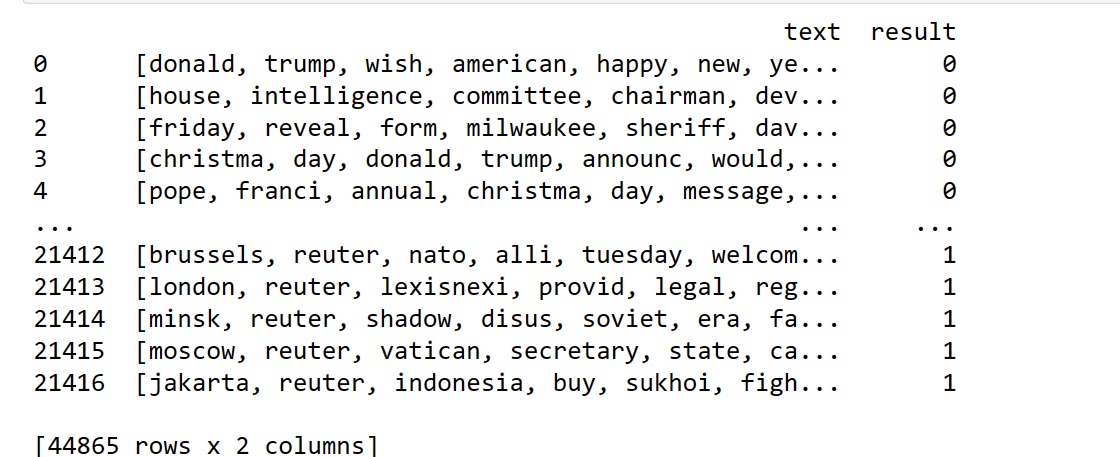 text result
0 [donald, trump, wish, american, happy, new, ye... 0
1 [house, intelligence, committee, chairman, dev... 0
2 [friday, reveal, form, milwaukee, sheriff, dav... 0
3 [christma, day, donald, trump, announc, would,... 0
4 [pope, franci, annual, christma, day, message,... 0
... ... ...
21412 [brussels, reuter, nato, alli, tuesday, welcom... 1
21413 [london, reuter, lexisnexi, provid, legal, reg... 1
21414 [minsk, reuter, shadow, disus, soviet, era, fa... 1
21415 [moscow, reuter, vatican, secretary, state, ca... 1
21416 [jakarta, reuter, indonesia, buy, sukhoi, figh... 1
[44865 rows x 2 columns]